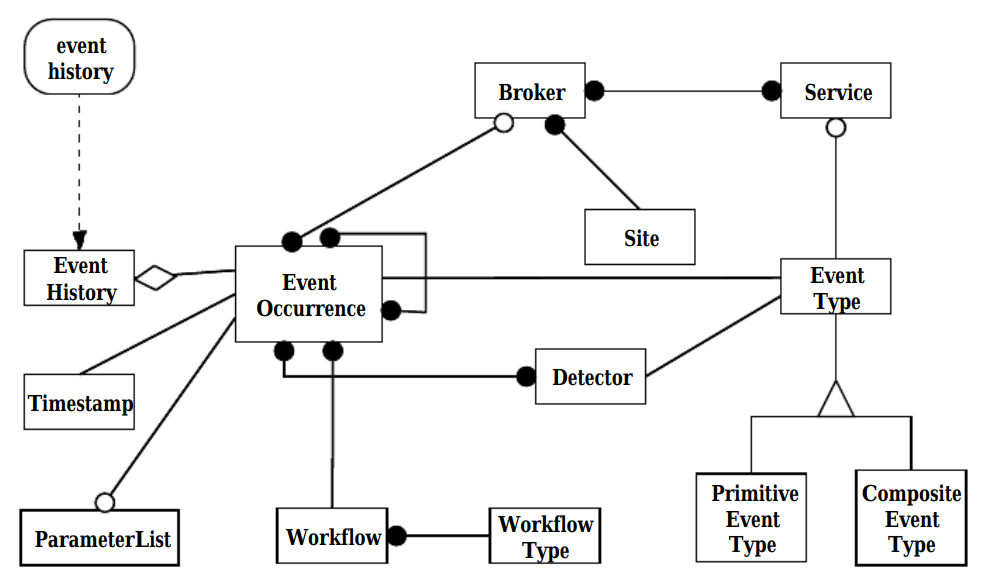 event
history
Broker
Service
Site
Event
History
Event
Occurrence
Event
Type
Timestamp
Detector
ParameterList
Workflow
Workflow
Type
Primitive
Event
Type
Composite
Event
Type